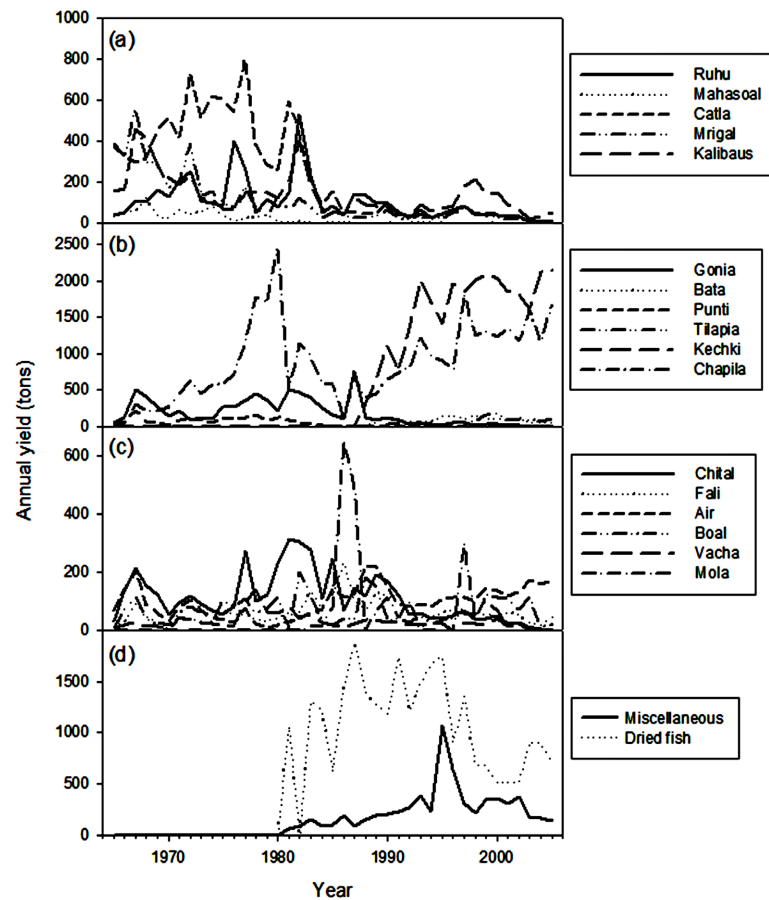 1000
800
600
400
200
0
(a)
Ruhu
Mahasoal
Catla
Mrigal
Kalibaus
2500
2000
1500
1000
500
0
(b)
Gonia
Bata
Punti
Tilapia
Kechki
Chapila
Annual yield (tons)
600
400
200
0
(c)
Chital
Fali
Air
Boal
Vacha
Mola
1500
1000
500
0
(d)
Miscellaneous
Dried fish
1970 1980 1990 2000
Year